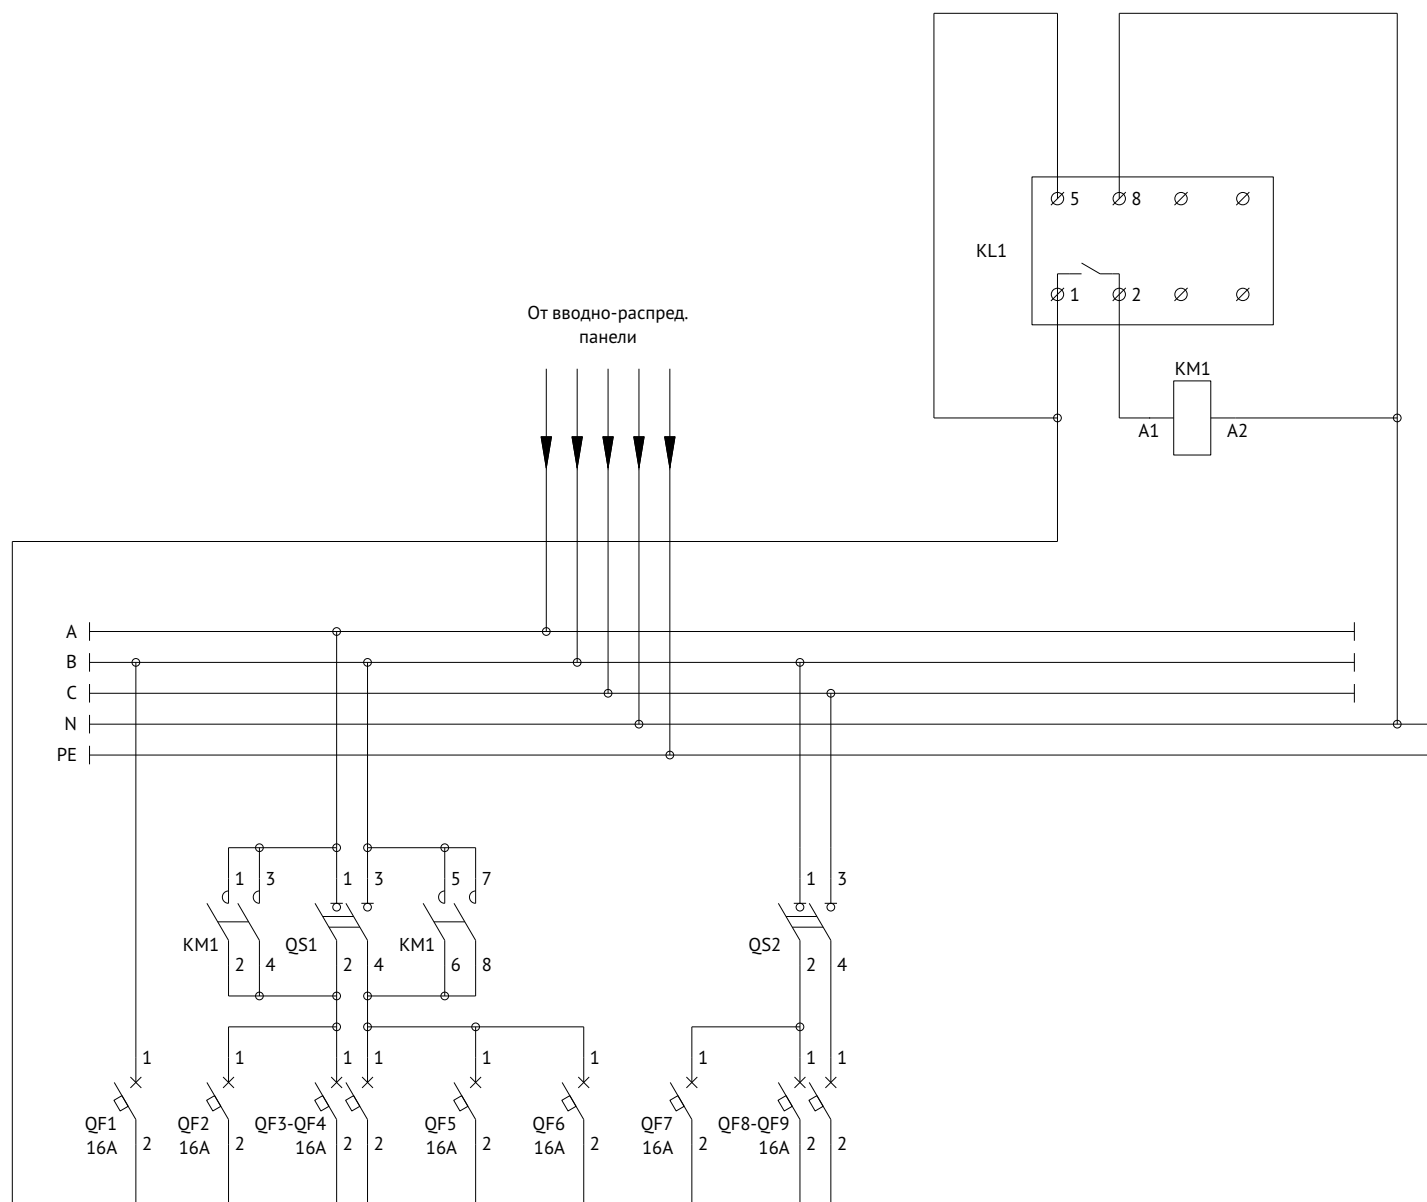 5 8
KL1
1 2
От вводно-распред.
панели
KM1
A1 A2
A
B
C
N
PE
1 3 1 3 5 7 1 3
KM1 QS1 KM1 QS2
2 4 2 4 6 8 2 4
1 1 1 1 1 1 1 1 1
QF1 QF2 QF3-QF4 QF5 QF6 QF7 QF8-QF9
16A 2 16A 2 16A 2 2 16A 2 16A 2 16A 2 16A 2 2